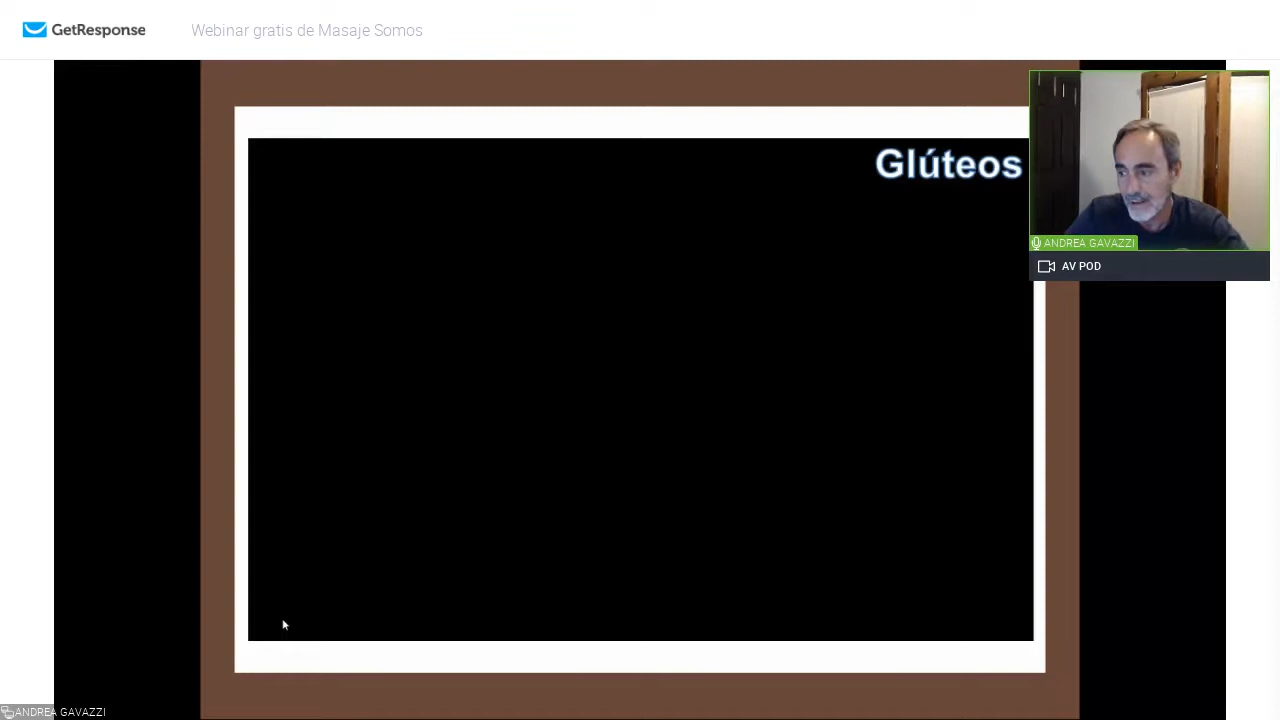 GetResponse
Webinar gratis de Masaje Somos
Glúteos
ANDREA GAVAZZI
AV POD
ANDREA GAVAZZI